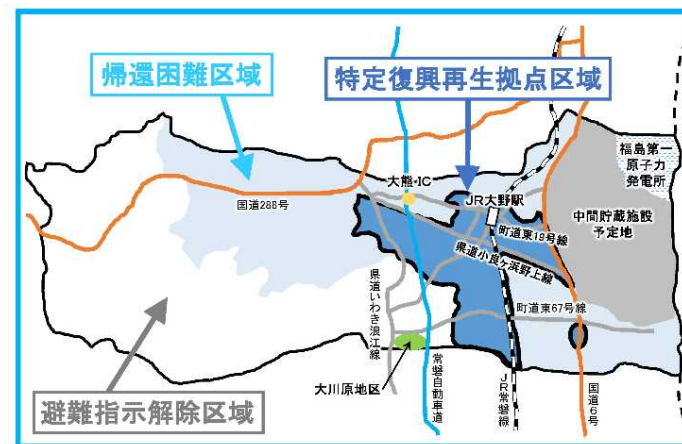 帰還困難区域
特定復興再生拠点区域
福島第一
原子力
発電所
大熊IC
JR大野駅
国道288号
中間貯蔵施設
予定地
町道東19号線
県道小良ヶ浜野上線
県道いわき浪江線
町道東67号線
大川原地区
常磐自動車道
JR常磐線
国道6号
避難指示解除区域